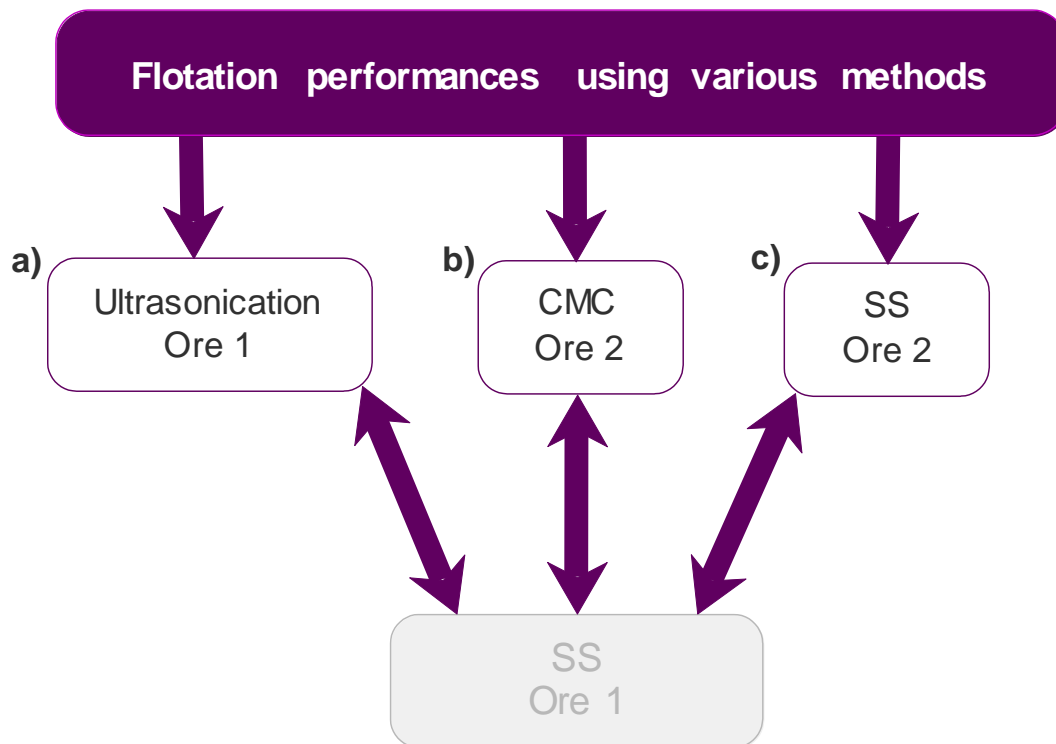 Flotation performances using various methods
a)
Ultrasonication
Ore 1
b)
CMC
Ore 2
c)
SS
Ore 2
SS
Ore 1